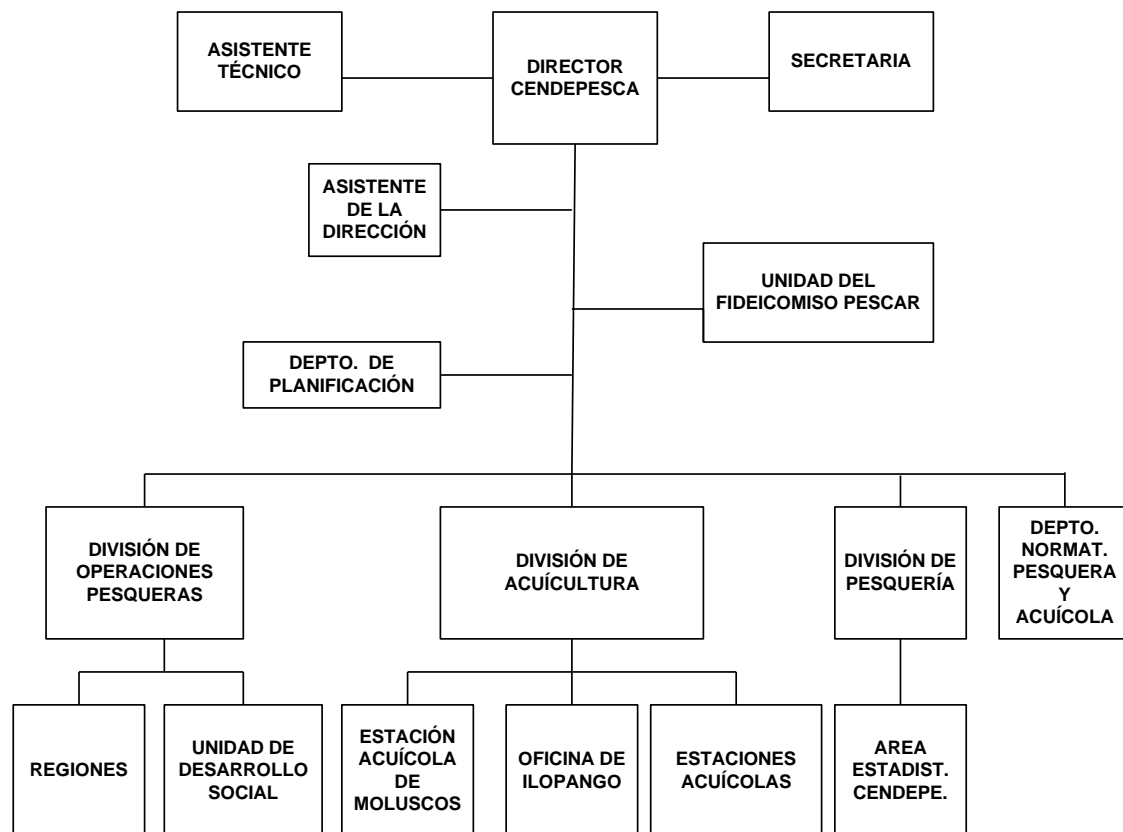 ASISTENTE
TÉCNICO
DIRECTOR
CENDEPESCA
SECRETARIA
ASISTENTE
DE LA
DIRECCIÓN
UNIDAD DEL
FIDEICOMISO PESCAR
DEPTO. DE
PLANIFICACIÓN
DIVISIÓN DE
OPERACIONES
PESQUERAS
DIVISIÓN DE
ACUÍCULTURA
DIVISIÓN DE
PESQUERÍA
DEPTO.
NORMAT.
PESQUERA
Y
ACUÍCOLA
REGIONES
UNIDAD DE
DESARROLLO
SOCIAL
ESTACIÓN
ACUÍCOLA
DE
MOLUSCOS
OFICINA DE
ILOPANGO
ESTACIONES
ACUÍCOLAS
AREA
ESTADIST.
CENDEPE.